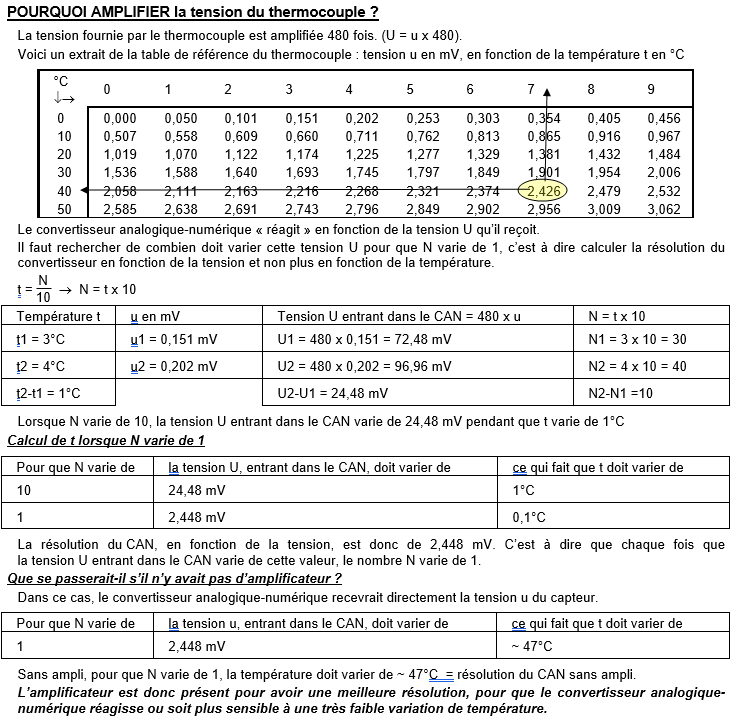 POURQUOI AMPLIFIER la tension du thermocouple ?
La tension fournie par le thermocouple est amplifiée 480 fois. (U = u x 480).
Voici un extrait de la table de référence du thermocouple : tension u en mV, en fonction de la température t en °C
°C ↓→ 0 1 2 3 4 5 6 7 8 9
0 0,000 0,050 0,101 0,151 0,202 0,253 0,303 0,354 0,405 0,456
10 0,507 0,558 0,609 0,660 0,711 0,762 0,813 0,865 0,916 0,967
20 1,019 1,070 1,122 1,174 1,225 1,277 1,329 1,381 1,432 1,484
30 1,536 1,588 1,640 1,693 1,745 1,797 1,849 1,901 1,954 2,006
40 2,058 2,111 2,163 2,216 2,268 2,321 2,374 2,426 2,479 2,532
50 2,585 2,638 2,691 2,743 2,796 2,849 2,902 2,956 3,009 3,062
Le convertisseur analogique-numérique « réagit » en fonction de la tension U qu'il reçoit.
Il faut rechercher de combien doit varier cette tension U pour que N varie de 1, c'est à dire calculer la résolution du
convertisseur en fonction de la tension et non plus en fonction de la température.
t = N/10 → N = t x 10
Température t u en mV Tension U entrant dans le CAN = 480 x u N = t x 10
t1 = 3°C u1 = 0,151 mV U1 = 480 x 0,151 = 72,48 mV N1 = 3 x 10 = 30
t2 = 4°C u2 = 0,202 mV U2 = 480 x 0,202 = 96,96 mV N2 = 4 x 10 = 40
t2-t1 = 1°C U2-U1 = 24,48 mV N2-N1 =10
Lorsque N varie de 10, la tension U entrant dans le CAN varie de 24,48 mV pendant que t varie de 1°C
Calcul de t lorsque N varie de 1
Pour que N varie de la tension U, entrant dans le CAN, doit varier de ce qui fait que t doit varier de
10 24,48 mV 1°C
1 2,448 mV 0,1°C
La résolution du CAN, en fonction de la tension, est donc de 2,448 mV. C'est à dire que chaque fois que
la tension U entrant dans le CAN varie de cette valeur, le nombre N varie de 1.
Que se passerait-il s'il n'y avait pas d'amplificateur ?
Dans ce cas, le convertisseur analogique-numérique recevrait directement la tension u du capteur.
Pour que N varie de la tension u, entrant dans le CAN, doit varier de ce qui fait que t doit varier de
1 2,448 mV ~ 47°C
Sans ampli, pour que N varie de 1, la température doit varier de ~ 47°C = résolution du CAN sans ampli.
L'amplificateur est donc présent pour avoir une meilleure résolution, pour que le convertisseur analogique-
numérique réagisse ou soit plus sensible à une très faible variation de température.